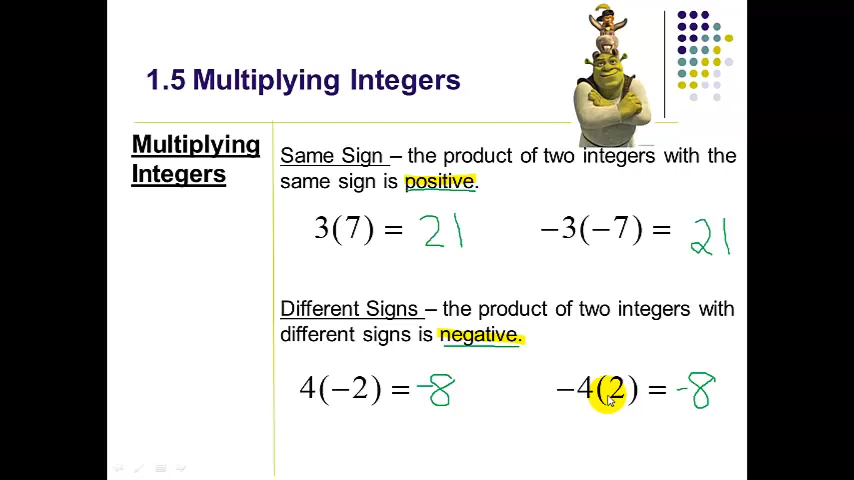 1.5 Multiplying Integers
Multiplying
Integers
Same Sign – the product of two integers with the
same sign is positive.
3(7) = 21 −3(−7) = 21
Different Signs – the product of two integers with
different signs is negative.
4(−2) = -8 −4(2) = -8